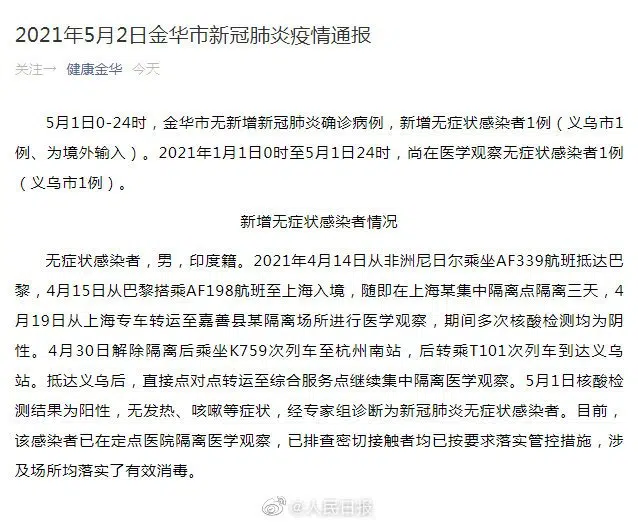 2021年5月2日金华市新冠肺炎疫情通报
关注→ 健康金华 今天
5月1日0-24时，金华市无新增新冠肺炎确诊病例，新增无症状感染者1例（义乌市1
例、为境外输入）。2021年1月1日0时至5月1日24时，尚在医学观察无症状感染者1例
（义乌市1例）。
新增无症状感染者情况
无症状感染者，男，印度籍。2021年4月14日从非洲尼日尔乘坐AF339航班抵达巴
黎，4月15日从巴黎搭乘AF198航班至上海入境，随即在上海某集中隔离点隔离三天，4
月19日从上海专车转运至嘉善县某隔离场所进行医学观察，期间多次核酸检测均为阴
性。4月30日解除隔离后乘坐K759次列车至杭州南站，后转乘T101次列车到达义乌
站。抵达义乌后，直接点对点转运至综合服务点继续集中隔离医学观察。5月1日核酸检
测结果为阳性，无发热、咳嗽等症状，经专家组诊断为新冠肺炎无症状感染者。目前，
该感染者已在定点医院隔离医学观察，已排查密切接触者均已按要求落实管控措施，涉
及场所均落实了有效消毒。
@人民日报